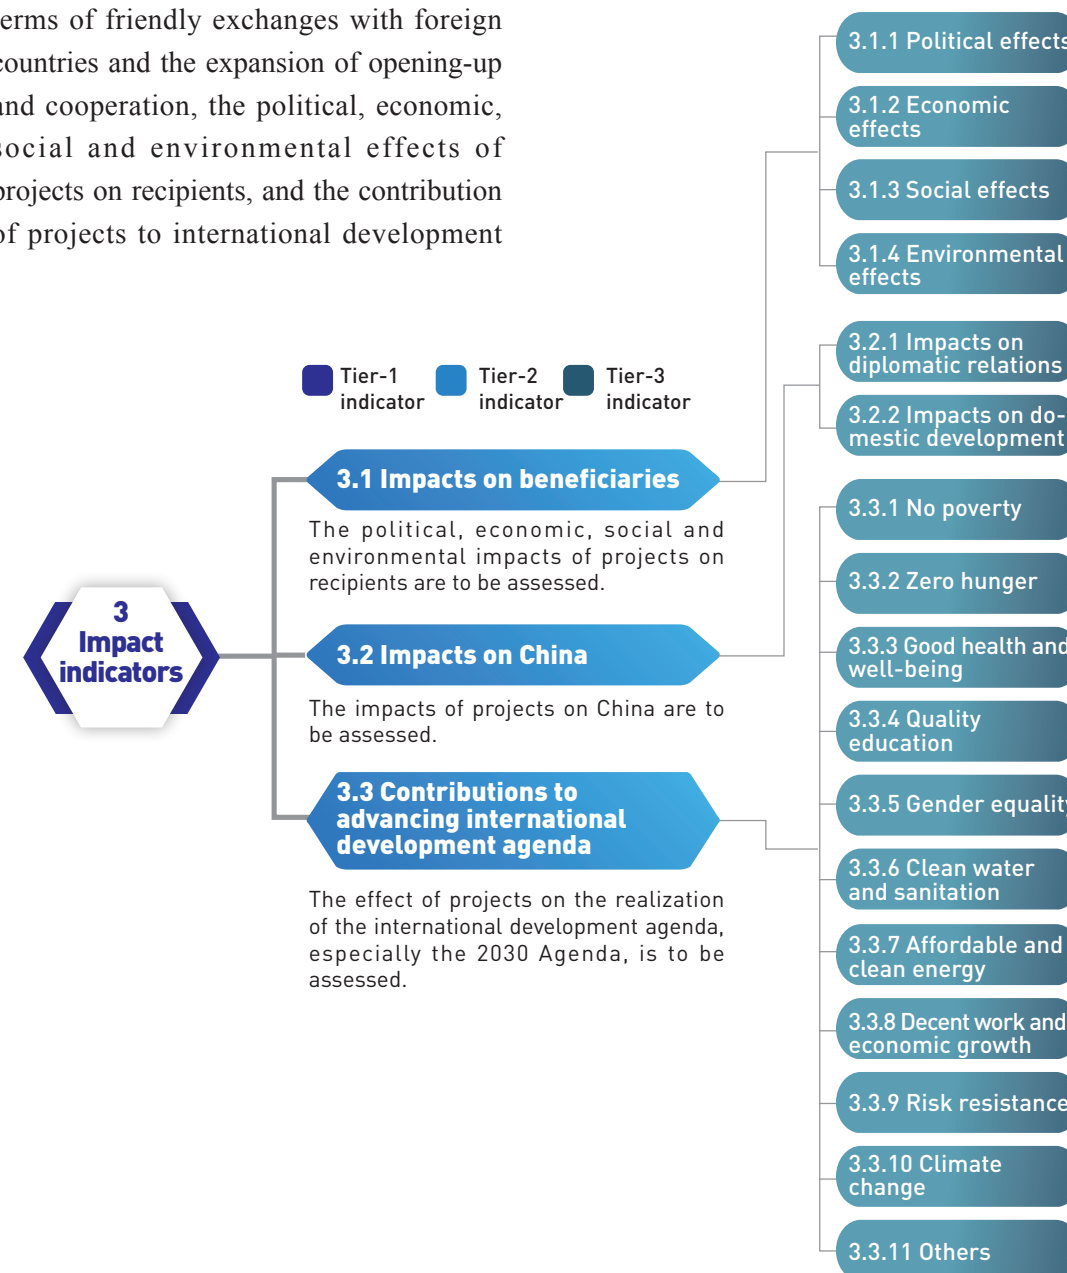 erms of friendly exchanges with foreign
countries and the expansion of opening-up
and cooperation, the political, economic,
social and environmental effects of
projects on recipients, and the contribution
of projects to international development
3.1.1 Political effects
3.1.2 Economic
effects
3.1.3 Social effects
3.1.4 Environmental
effects
3.2.1 Impacts on
diplomatic relations
3.2.2 Impacts on do-
mestic development
Tier-1
indicator
Tier-2
indicator
Tier-3
indicator
3
Impact
indicators
3.1 Impacts on beneficiaries
The political, economic, social and
environmental impacts of projects on
recipients are to be assessed.
3.2 Impacts on China
The impacts of projects on China are to
be assessed.
3.3 Contributions to
advancing international
development agenda
The effect of projects on the realization
of the international development agenda,
especially the 2030 Agenda, is to be
assessed.
3.3.1 No poverty
3.3.2 Zero hunger
3.3.3 Good health and
well-being
3.3.4 Quality
education
3.3.5 Gender equality
3.3.6 Clean water
and sanitation
3.3.7 Affordable and
clean energy
3.3.8 Decent work and
economic growth
3.3.9 Risk resistance
3.3.10 Climate
change
3.3.11 Others